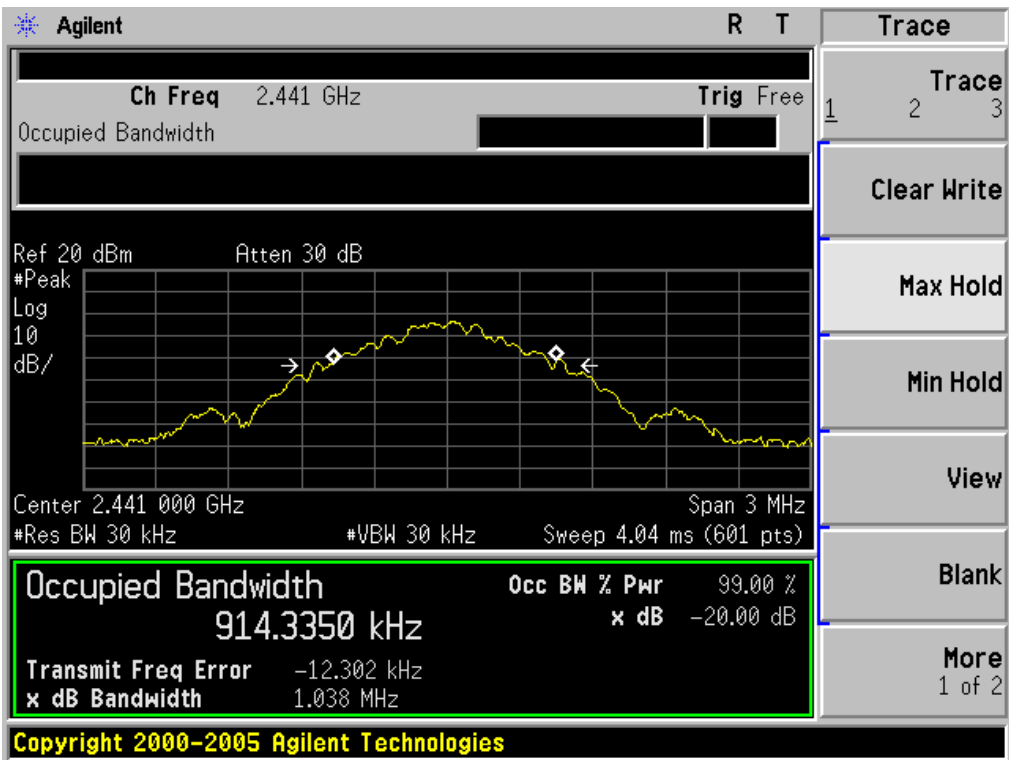 Agilent R T Trace
Ch Freq 2.441 GHz Trig Free
Occupied Bandwidth
Trace
1 2 3
Clear Write
Ref 20 dBm Atten 30 dB
#Peak
Log
10
dB/
Max Hold
Min Hold
View
Center 2.441 000 GHz Span 3 MHz
#Res BW 30 kHz #VBW 30 kHz Sweep 4.04 ms (601 pts)
Occupied Bandwidth Occ BW % Pwr 99.00 %
914.3350 kHz x dB -20.00 dB
Transmit Freq Error -12.302 kHz
x dB Bandwidth 1.038 MHz
Blank
More
1 of 2
Copyright 2000-2005 Agilent Technologies